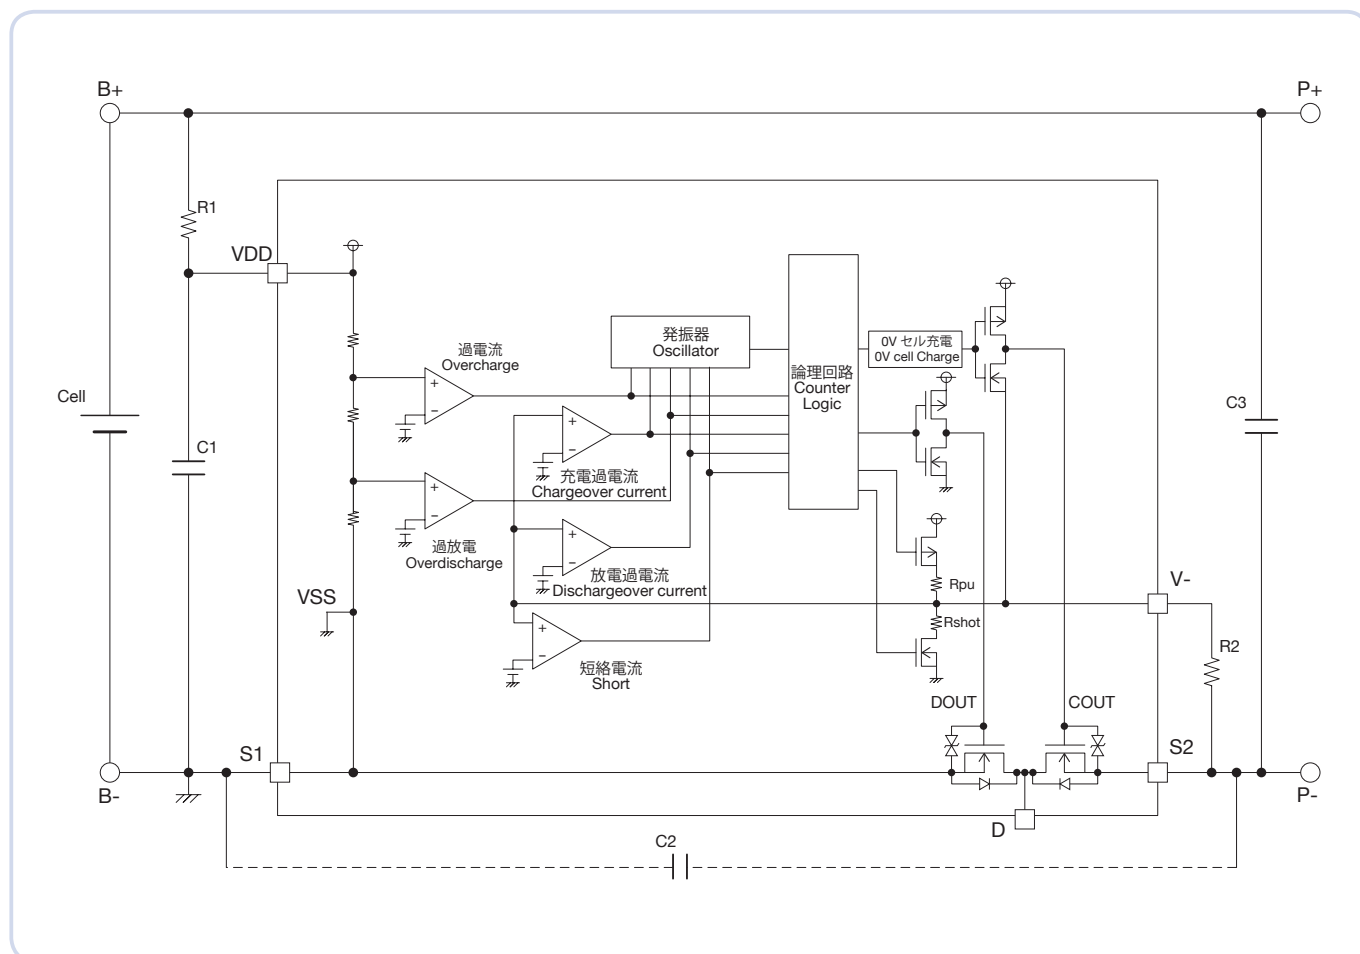 B+
P+
R1
VDD
発振器
Oscillator
過電流
Overcharge
0V セル充電
0V cell Charge
論理回路
Counter
Logic
Cell
C3
C1
充電過電流
Chargeover current
過放電
Overdischarge
放電過電流
Dischargeover current
Rpu
V-
VSS
Rshot
R2
短絡電流
Short
DOUT
COUT
S1
S2
B-
P-
D
C2
+
−
+
−
+
−
+
−
+
−